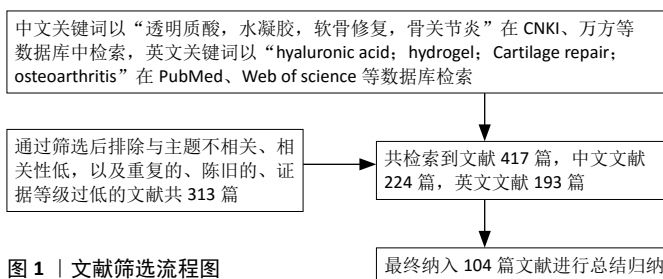 中文关键词以“透明质酸，水凝胶，软骨修复，骨关节炎”在 CNKI、万方等
数据库中检索，英文关键词以“hyaluronic acid；hydrogel；Cartilage repair；
osteoarthritis”在 PubMed、Web of science 等数据库检索
通过筛选后排除与主题不相关、相
关性低，以及重复的、陈旧的、证
据等级过低的文献共 313 篇
共检索到文献 417 篇，中文文献
224 篇，英文文献 193 篇
最终纳入 104 篇文献进行总结归纳
图 1 ｜文献筛选流程图